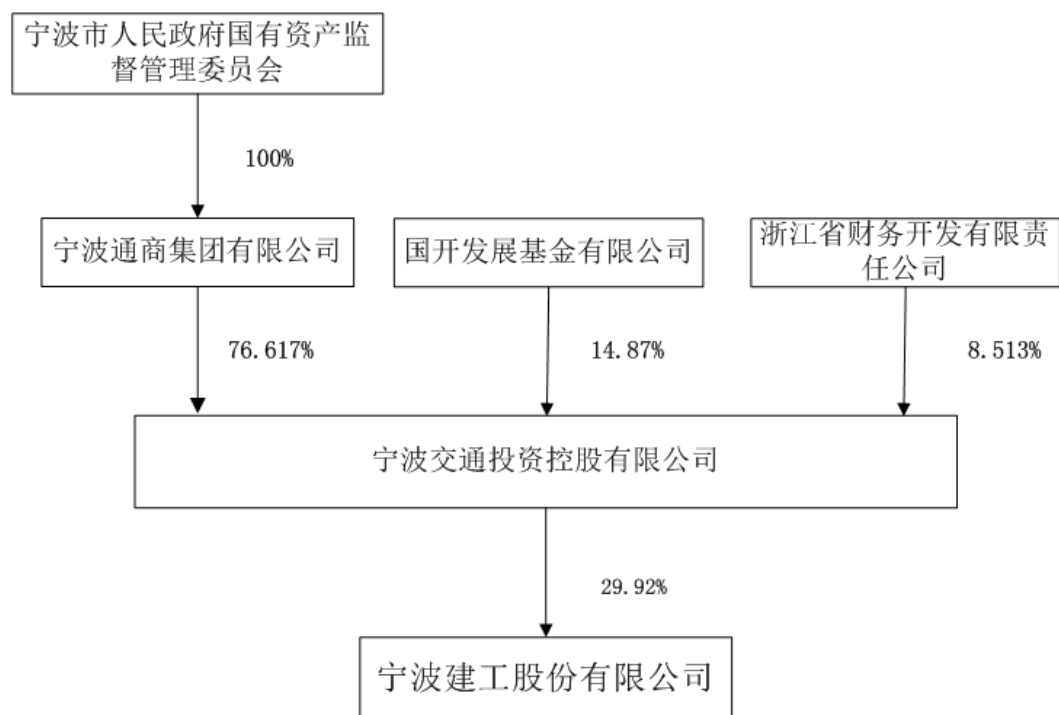 宁波市人民政府国有资产监
督管理委员会
100%
宁波通商集团有限公司
国开发展基金有限公司
浙江省财务开发有限责
任公司
76.617%
14.87%
8.513%
宁波交通投资控股有限公司
29.92%
宁波建工股份有限公司